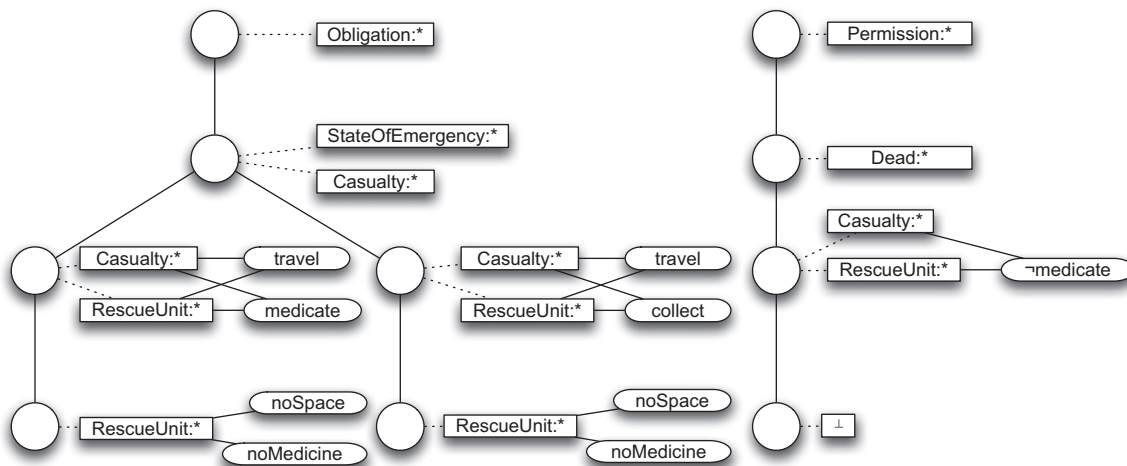 Obligation:*
Permission:*
StateOfEmergency:*
Casualty:*
Dead:*
Casualty:*
travel
RescueUnit:*
medicate
Casualty:*
travel
RescueUnit:*
collect
Casualty:*
RescueUnit:*
¬medicate
RescueUnit:*
noSpace
noMedicine
RescueUnit:*
noSpace
noMedicine
⊥